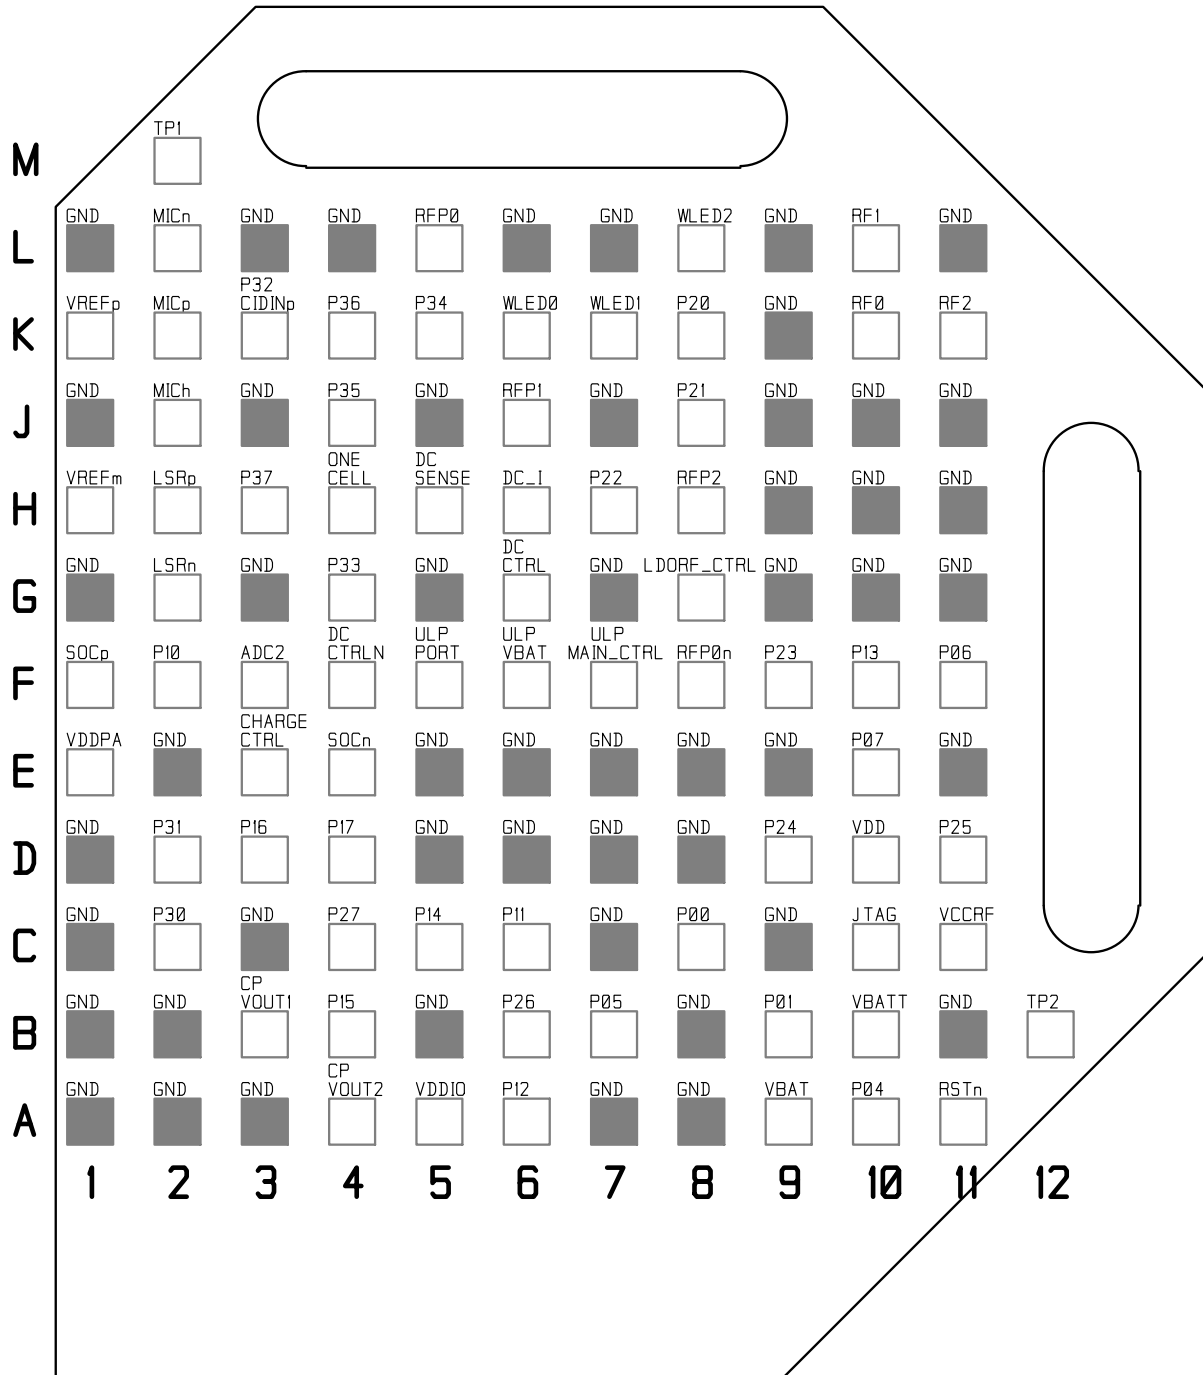 TP1
M
GND MICn GND GND RFP0 GND GND WLED2 GND RF1 GND
L
P32
VREFp MICp CIDINp P36 P34 WLED0 WLED1 P20 GND RF0 RF2
K
GND MICh GND P35 GND RFP1 GND P21 GND GND GND
J
ONE DC
VREFm LSRp P37 CELL SENSE DC_I P22 RFP2 GND GND GND
H
DC
GND LSRn GND P33 GND CTRL GND LDORF_CTRL GND GND GND
G
DC ULP ULP ULP
SOCp P10 ADC2 CTRLN PORT VBAT MAIN_CTRL RFP0n P23 P13 P06
F
CHARGE
VDDPA GND CTRL SOCn GND GND GND GND GND P07 GND
E
GND P31 P16 P17 GND GND GND GND P24 VDD P25
D
GND P30 GND P27 P14 P11 GND P00 GND JTAG VCCRF
C
CP
GND GND VOUT1 P15 GND P26 P05 GND P01 VBATT GND TP2
B
CP
GND GND GND VOUT2 VDDIO P12 GND GND VBAT P04 RSTn
A
1 2 3 4 5 6 7 8 9 10 11 12